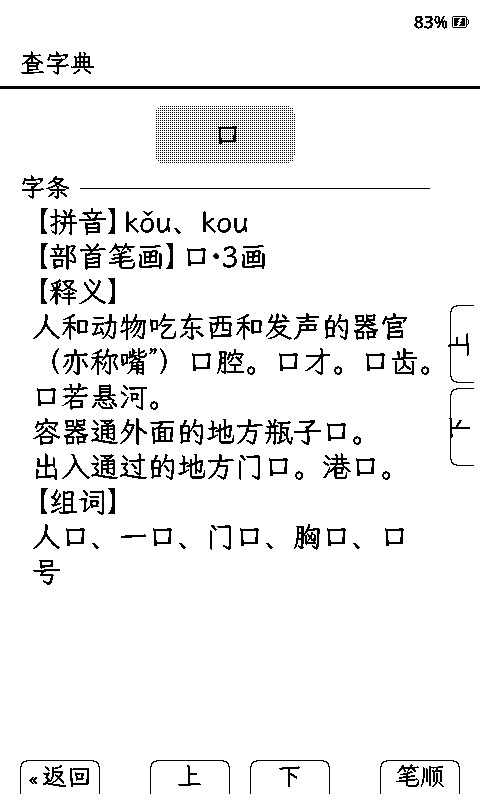 83%
查字典
口
字条
【拼音】kǒu、kou
【部首笔画】口·3画
【释义】
人和动物吃东西和发声的器官
（亦称嘴”）口腔。口才。口齿。
口若悬河。
容器通外面的地方瓶子口。
出入通过的地方门口。港口。
【组词】
人口、一口、门口、胸口、口
号
上
下
«返回
上
下
笔顺